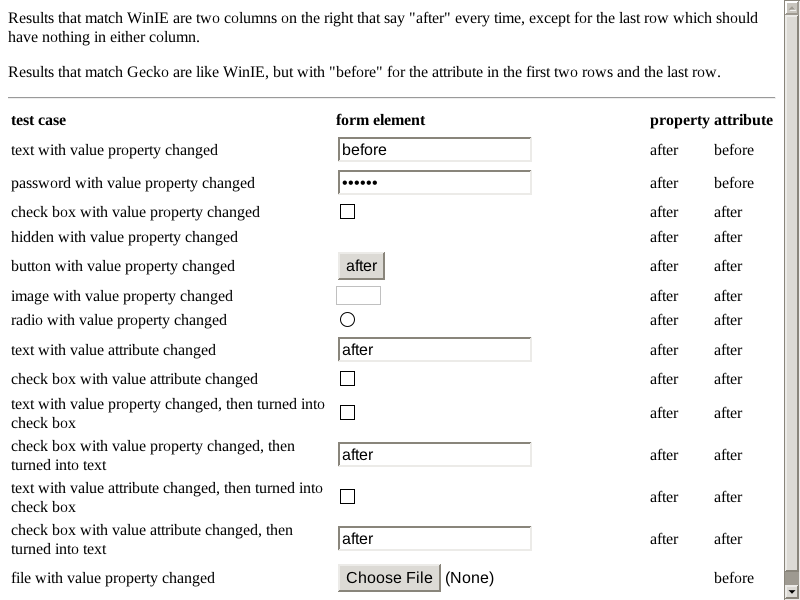 Results that match WinIE are two columns on the right that say "after" every time, except for the last row which should
have nothing in either column.
Results that match Gecko are like WinIE, but with "before" for the attribute in the first two rows and the last row.
test case form element property attribute
text with value property changed before after before
password with value property changed •••••• after before
check box with value property changed after after
hidden with value property changed after after
button with value property changed after after after
image with value property changed after after
radio with value property changed after after
text with value attribute changed after after after
check box with value attribute changed after after
text with value property changed, then turned into
check box after after
check box with value property changed, then
turned into text after after after
text with value attribute changed, then turned into
check box after after
check box with value attribute changed, then
turned into text after after after
file with value property changed Choose File (None) before